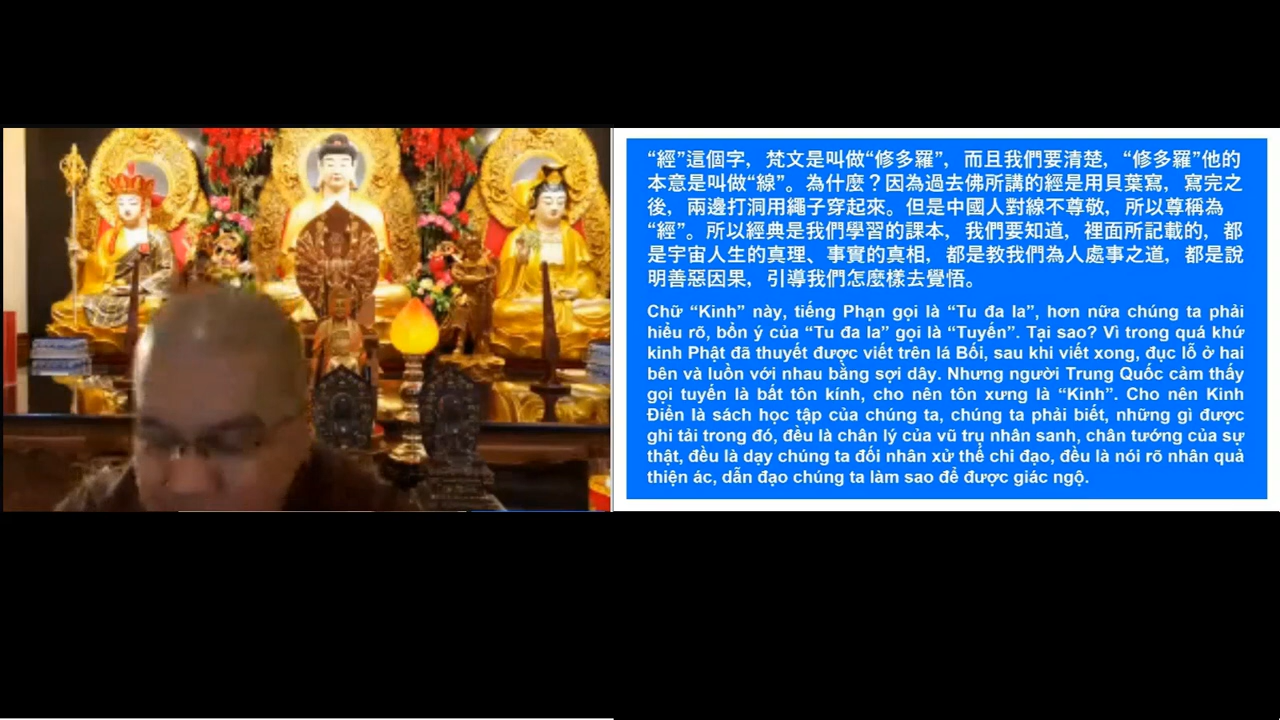 “經”這個字，梵文是叫做“修多羅”，而且我們要清楚，“修多羅”他的
本意是叫做“線”。為什麼？因為過去佛所講的經是用貝葉寫，寫完之
後，兩邊打洞用繩子穿起來。但是中國人對線不尊敬，所以尊稱為
“經”。所以經典是我們學習的課本，我們要知道，裡面所記載的，都
是宇宙人生的真理、事實的真相，都是教我們為人處事之道，都是說
明善惡因果，引導我們怎麼樣去覺悟。
Chữ “Kinh” này, tiếng Phạn gọi là “Tu đa la”, hơn nữa chúng ta phải
hiểu rõ, bổn ý của “Tu đa la” gọi là “Tuyến”. Tại sao? Vì trong quá khứ
kinh Phật đã thuyết được viết trên lá Bối, sau khi viết xong, đục lỗ ở hai
bên và luồn với nhau bằng sợi dây. Nhưng người Trung Quốc cảm thấy
gọi tuyến là bất tôn kính, cho nên tôn xưng là “Kinh”. Cho nên Kinh
Điển là sách học tập của chúng ta, chúng ta phải biết, những gì được
ghi tải trong đó, đều là chân lý của vũ trụ nhân sanh, chân tướng của sự
thật, đều là dạy chúng ta đối nhân xử thế chi đạo, đều là nói rõ nhân quả
thiện ác, dẫn đạo chúng ta làm sao để được giác ngộ.